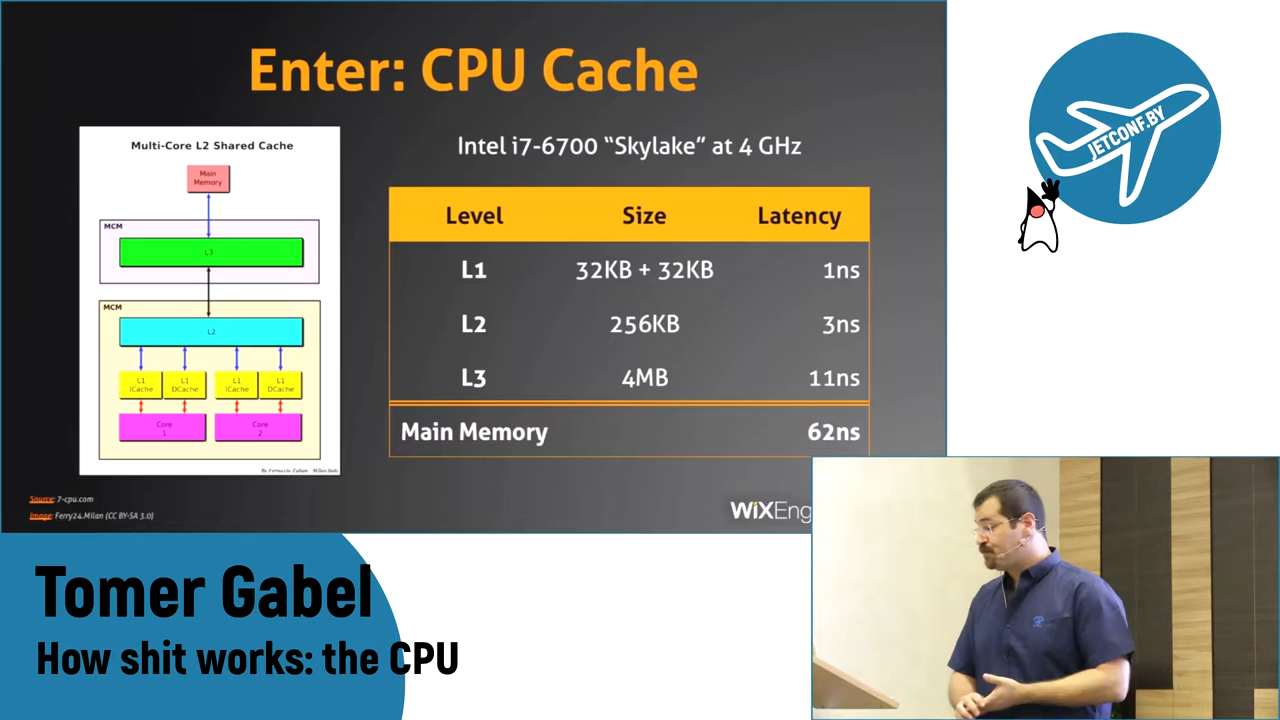 Enter: CPU Cache
Multi-Core L2 Shared Cache
Main
Memory
MCM
L3
MCM
L2
L1
ICache
L1
DCache
L1
ICache
L1
DCache
Core
1
Core
2
Intel i7-6700 “Skylake” at 4 GHz
Level Size Latency
L1 32KB + 32KB 1ns
L2 256KB 3ns
L3 4MB 11ns
Main Memory 62ns
Source: 7-cpu.com
Image: Ferry24.Milan (CC BY-SA 3.0)
WiXEng
JETCONF.BY
Tomer Gabel
How shit works: the CPU